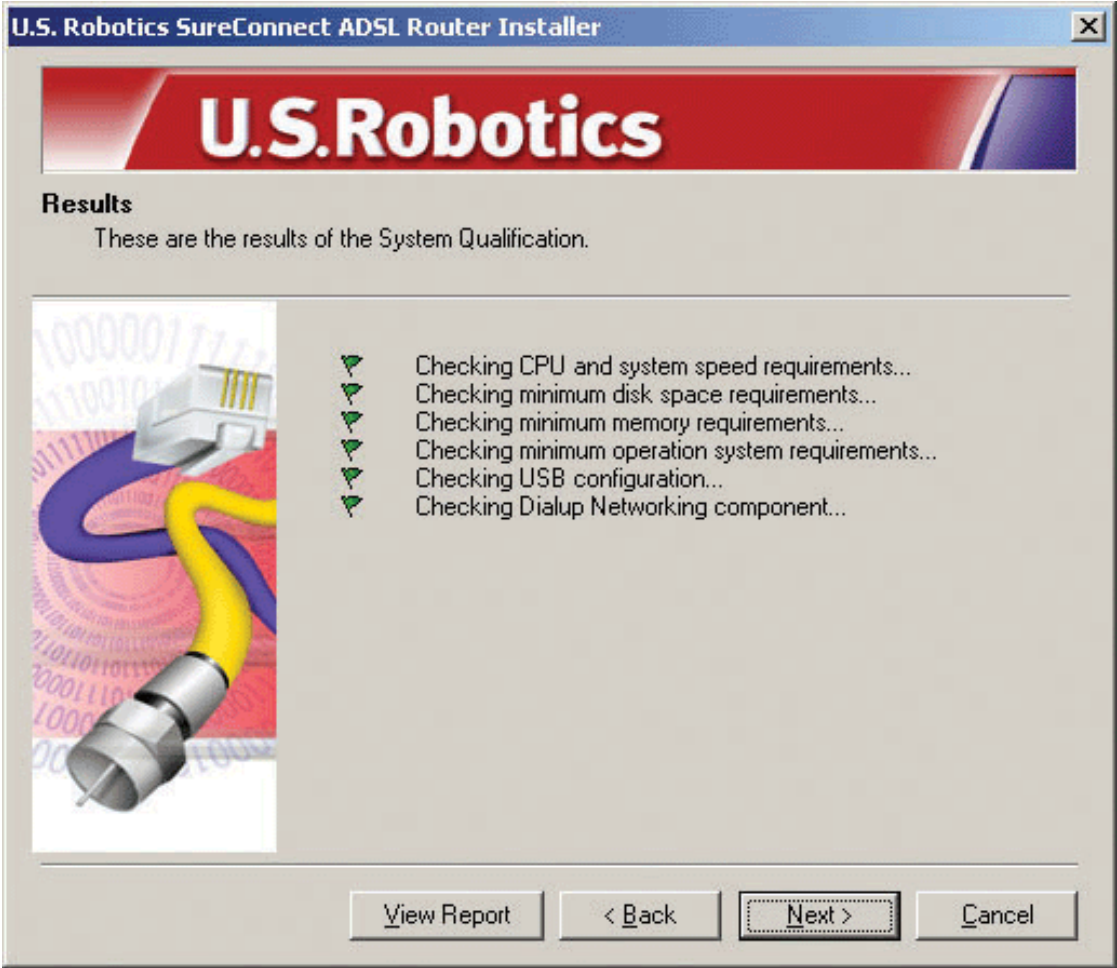 U.S. Robotics SureConnect ADSL Router Installer
U.S.Robotics
Results
These are the results of the System Qualification.
Checking CPU and system speed requirements...
Checking minimum disk space requirements...
Checking minimum memory requirements...
Checking minimum operation system requirements...
Checking USB configuration...
Checking Dialup Networking component...
View Report
< Back
Next >
Cancel